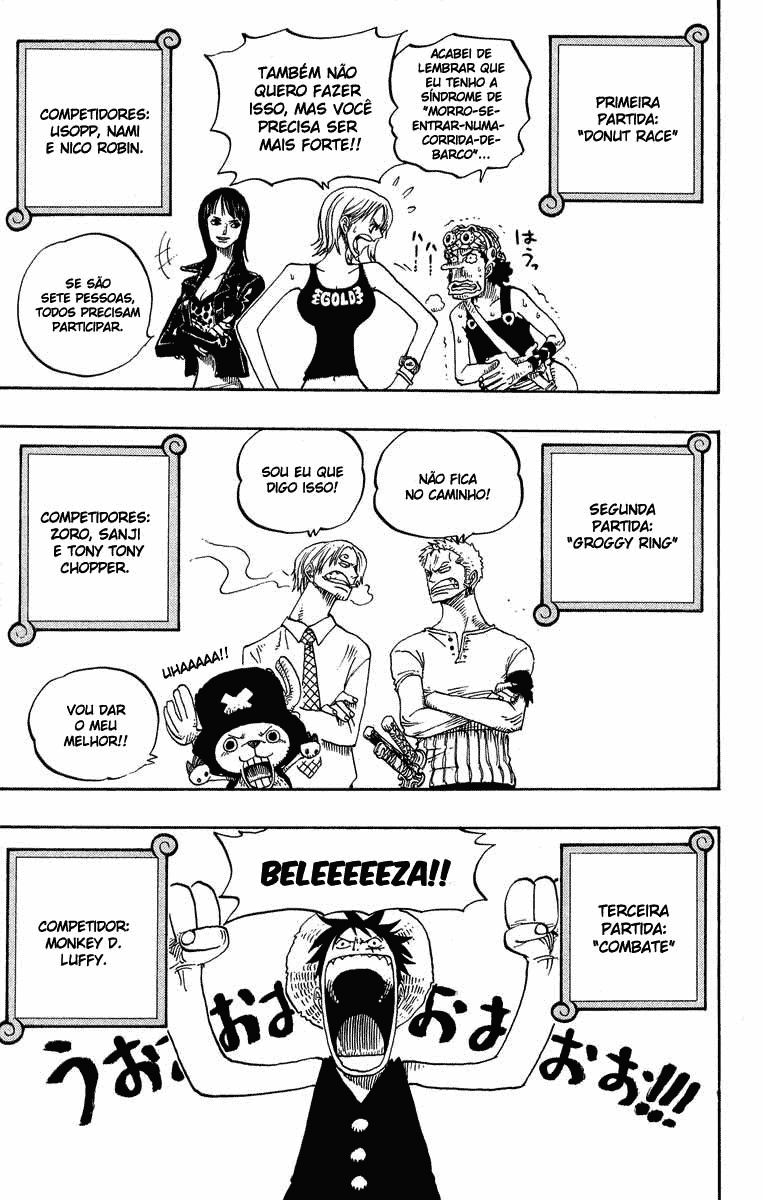 PRIMEIRA
PARTIDA:
"DONUT RACE"
ACABEI DE
LEMBRAR QUE
EU TENHO A
SÍNDROME DE
"MORRO-SE-
ENTRAR-NUMA-
CORRIDA-DE-
BARCO"...
TAMBÉM NÃO
QUERO FAZER
ISSO, MAS VOCÊ
PRECISA SER
MAIS FORTE!!
COMPETIDORES:
USOPP, NAMI
E NICO ROBIN.
はうっ
GOLD
SE SÃO
SETE PESSOAS,
TODOS PRECISAM
PARTICIPAR.
SEGUNDA
PARTIDA:
"GROGGY RING"
NÃO FICA
NO CAMINHO!
SOU EU QUE
DIGO ISSO!
COMPETIDORES:
ZORO, SANJI
E TONY TONY
CHOPPER.
UHAAAAA!!
VOU DAR
O MEU
MELHOR!!
TERCEIRA
PARTIDA:
"COMBATE"
BELEEEEEZA!!
COMPETIDOR:
MONKEY D.
LUFFY.
うおおおおおおお!!!